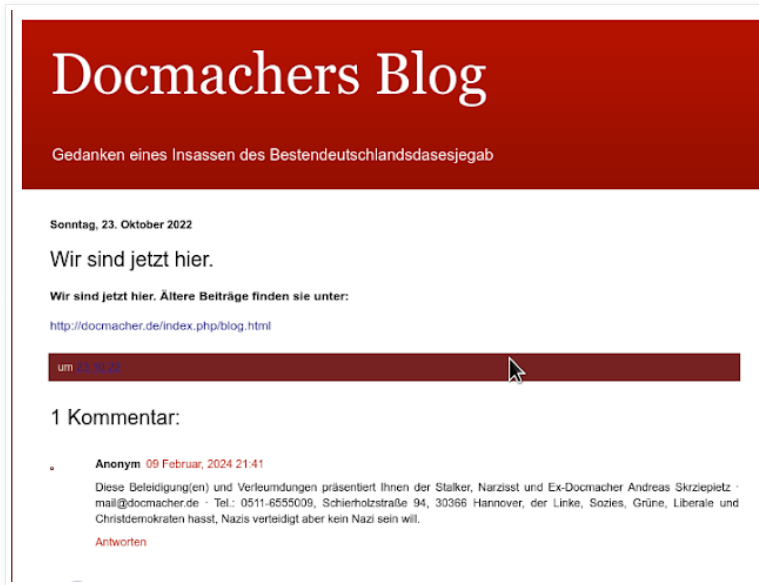 Docmachers Blog
Gedanken eines Insassen des Bestendeutschlandsdasesjegab
Sonntag, 23. Oktober 2022
Wir sind jetzt hier.
Wir sind jetzt hier. Ältere Beiträge finden sie unter:
http://docmacher.de/index.php/blog.html
um 23.10.22
1 Kommentar:
Anonym 09 Februar, 2024 21:41
Diese Beleidigung(en) und Verleumdungen präsentiert Ihnen der Stalker, Narzisst und Ex-Docmacher Andreas Skrziepietz ·
mail@docmacher.de · Tel.: 0511-6555009, Schierholzstraße 94, 30366 Hannover, der Linke, Sozies, Grüne, Liberale und
Christdemokraten hasst, Nazis verteidigt aber kein Nazi sein will.
Antworten